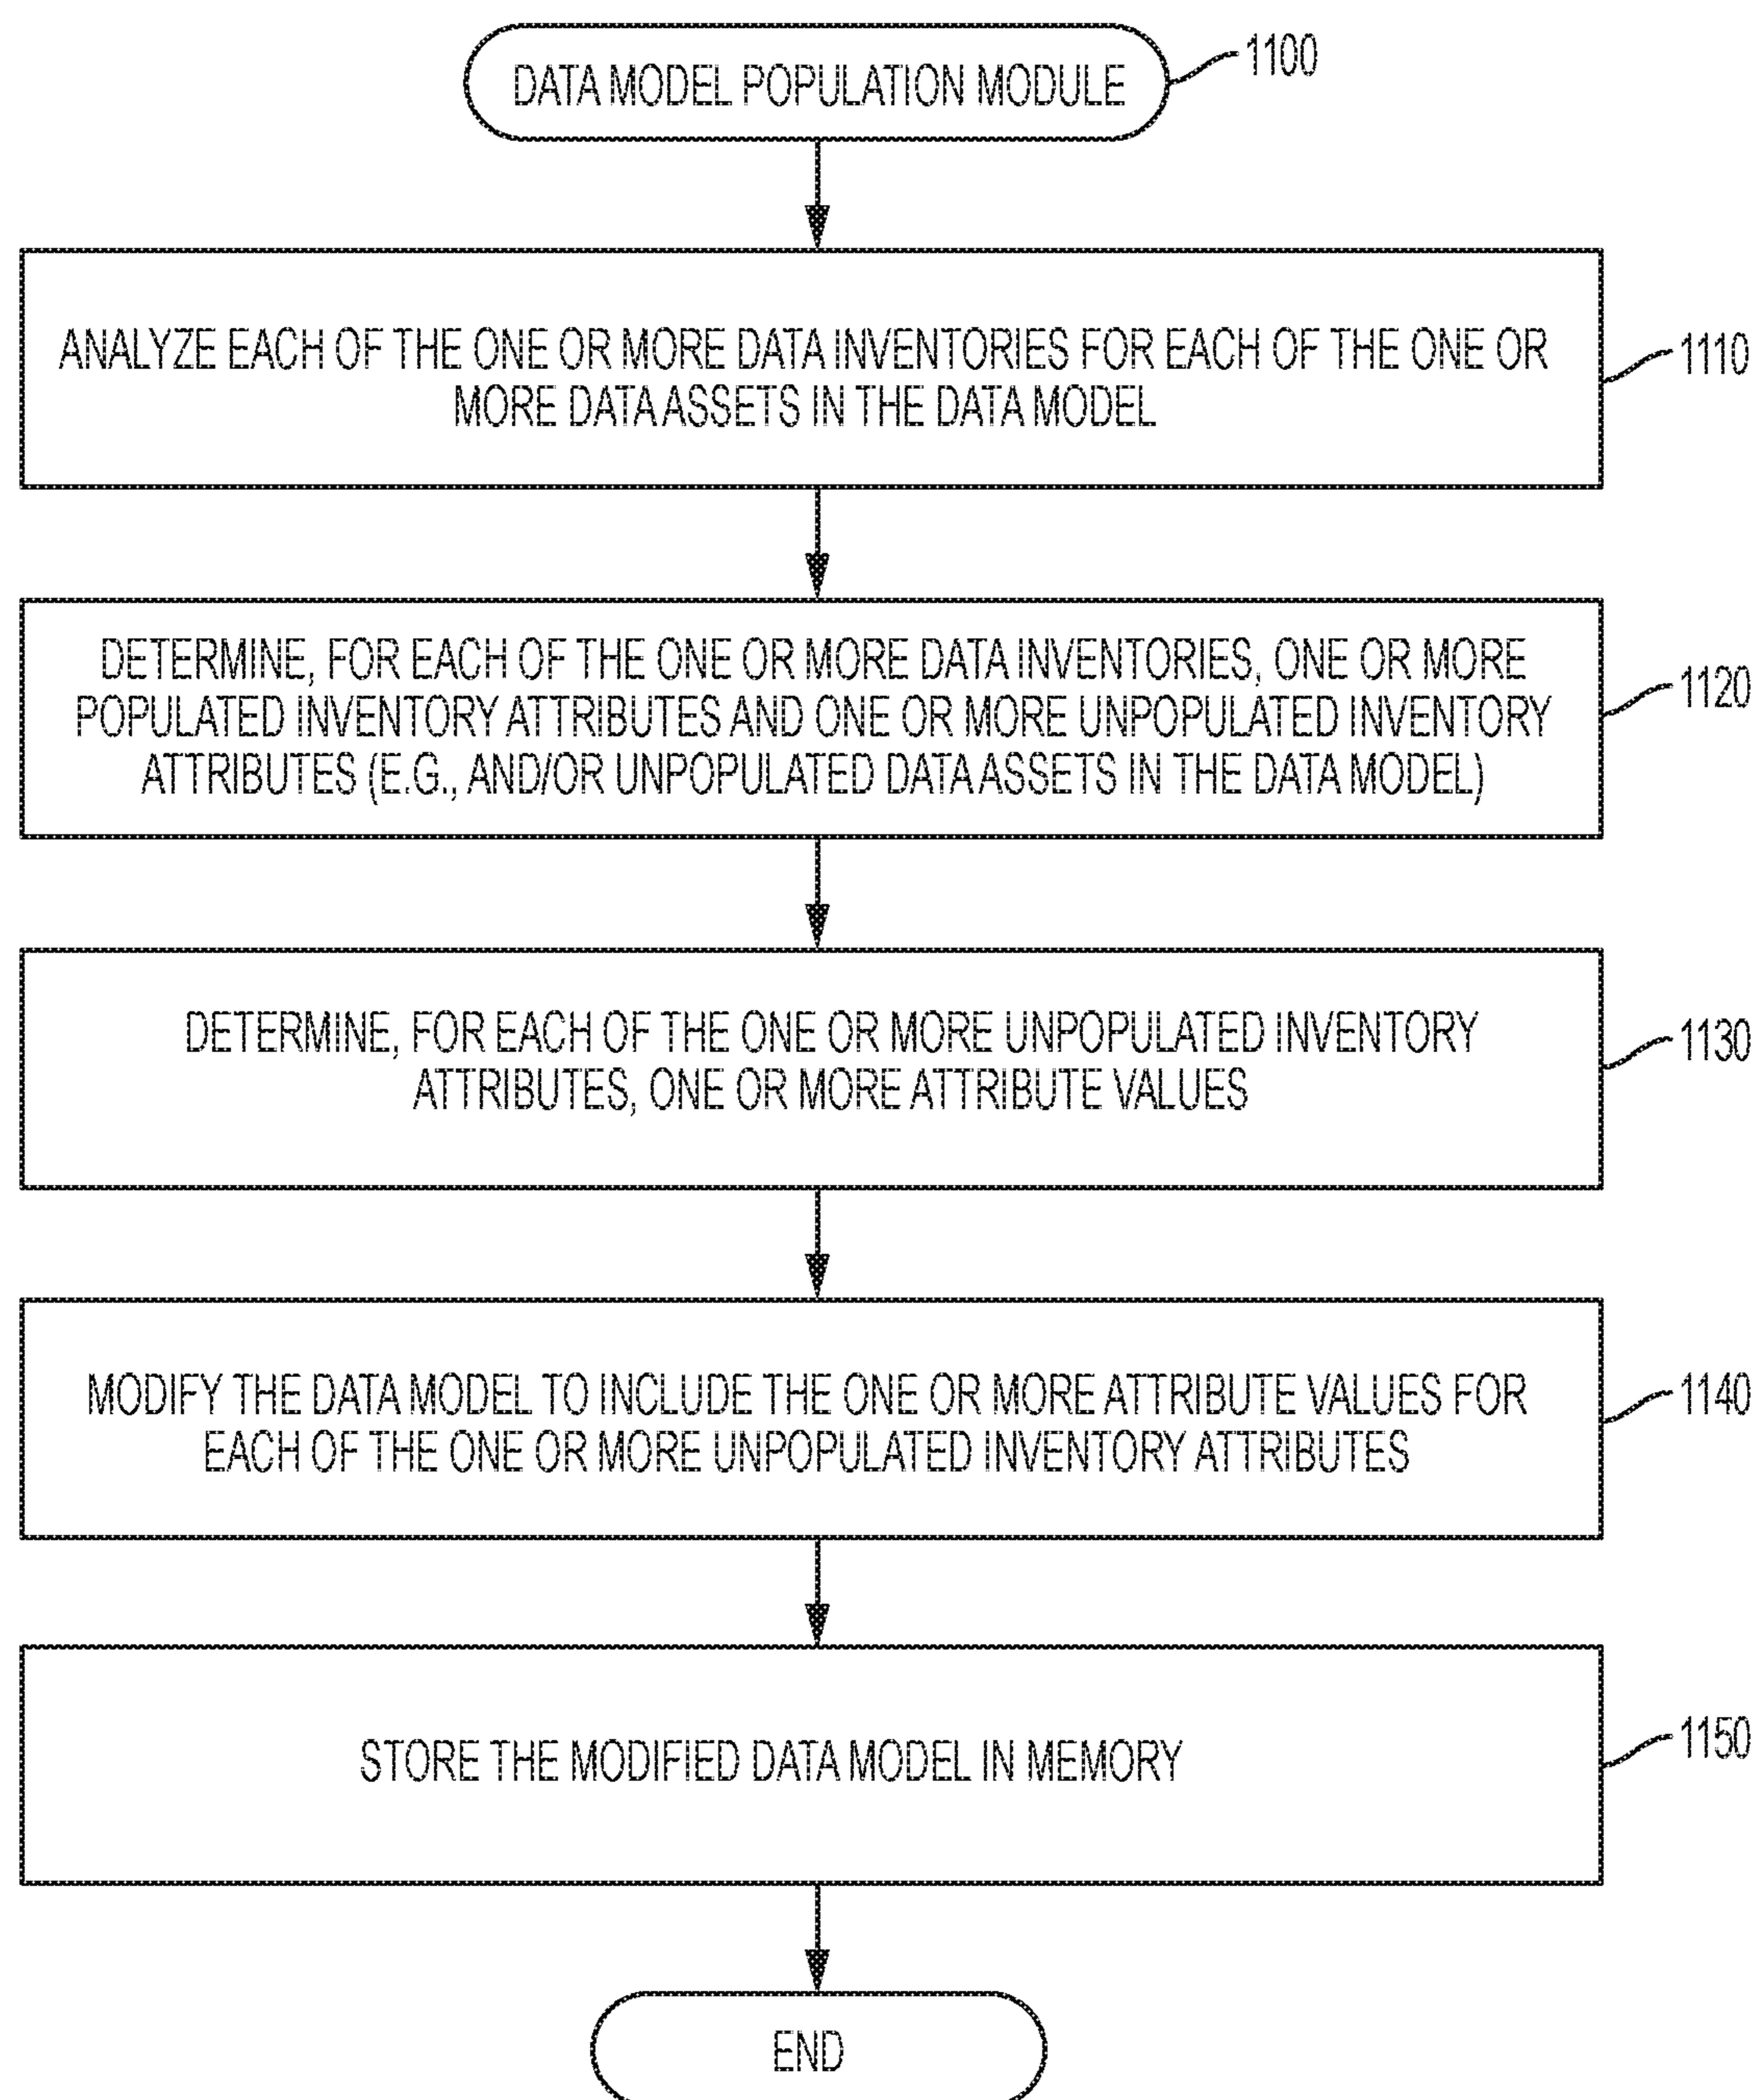 DATA MODEL POPULATION MODULE
1100
ANALYZE EACH OF THE ONE OR MORE DATA INVENTORIES FOR EACH OF THE ONE OR
MORE DATA ASSETS IN THE DATA MODEL
1110
DETERMINE, FOR EACH OF THE ONE OR MORE DATA INVENTORIES, ONE OR MORE
POPULATED INVENTORY ATTRIBUTES AND ONE OR MORE UNPOPULATED INVENTORY
ATTRIBUTES (E.G., AND/OR UNPOPULATED DATA ASSETS IN THE DATA MODEL)
1120
DETERMINE, FOR EACH OF THE ONE OR MORE UNPOPULATED INVENTORY
ATTRIBUTES, ONE OR MORE ATTRIBUTE VALUES
1130
MODIFY THE DATA MODEL TO INCLUDE THE ONE OR MORE ATTRIBUTE VALUES FOR
EACH OF THE ONE OR MORE UNPOPULATED INVENTORY ATTRIBUTES
1140
STORE THE MODIFIED DATA MODEL IN MEMORY
1150
END